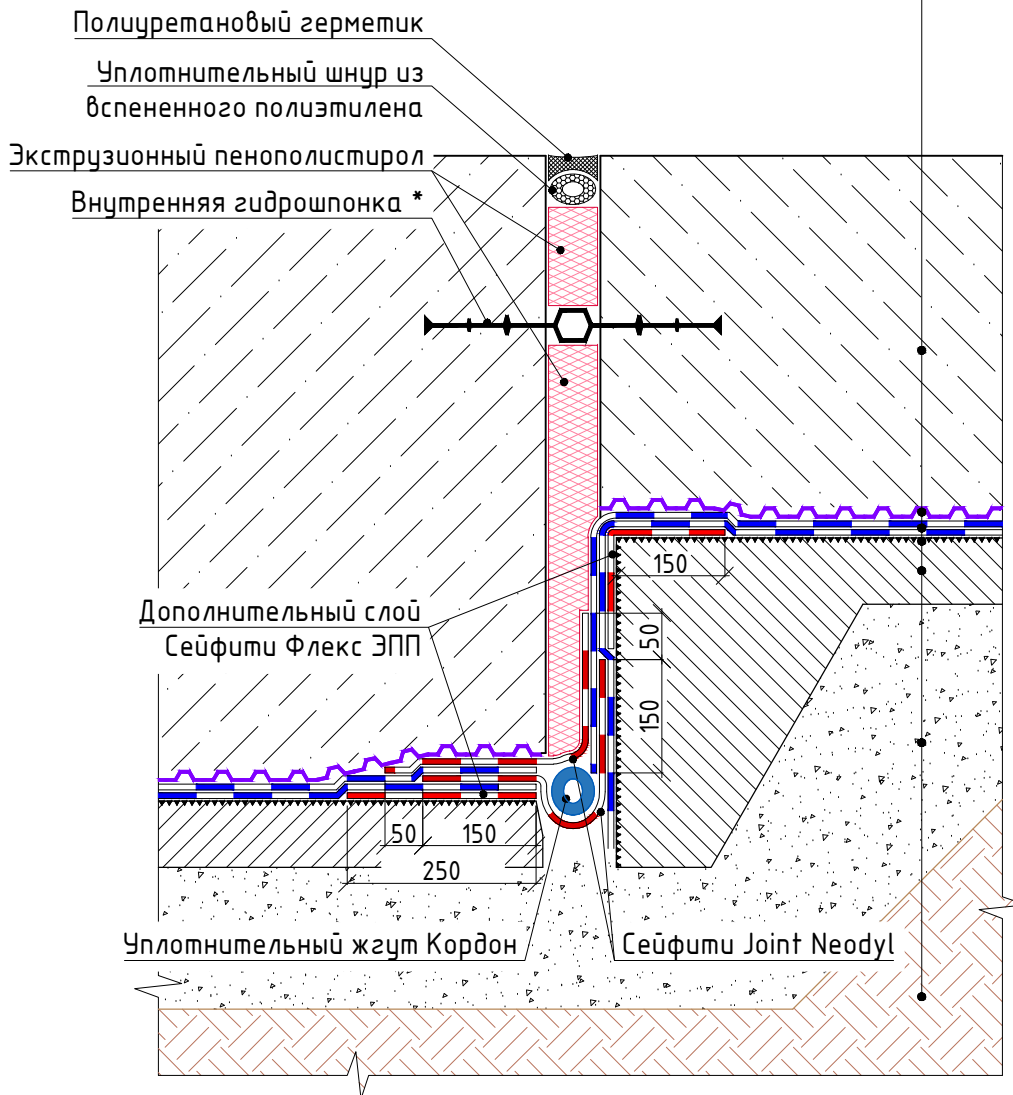 Полиуретановый герметик
Уплотнительный шнур из
вспененного полиэтилена
Экструзионный пенополистирол
Внутренняя гидрошпонка *
150
Дополнительный слой
Сейфити Флекс ЭПП
50
150
50
150
250
Уплотнительный жгут Кордон
Сейфити Joint Neodyl